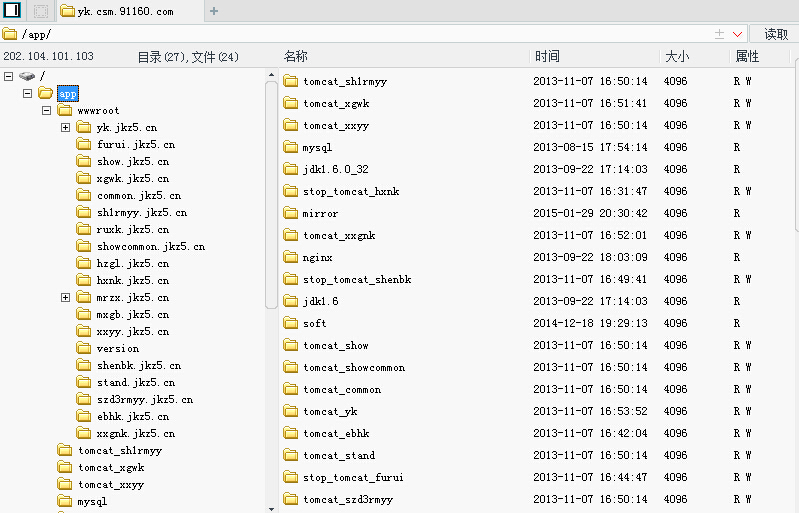 yk.csm.91160.com
/app/
读取
202.104.101.103
目录(27),文件(24)
名称 时间 大小 属性
/
app
wwwroot
yk.jkz5.cn
furui.jkz5.cn
show.jkz5.cn
xgwk.jkz5.cn
common.jkz5.cn
shlrmyy.jkz5.cn
ruxk.jkz5.cn
showcommon.jkz5.cn
hzgl.jkz5.cn
hxnk.jkz5.cn
mrzx.jkz5.cn
mxgb.jkz5.cn
xxyy.jkz5.cn
version
shenbk.jkz5.cn
stand.jkz5.cn
szd3rmyy.jkz5.cn
ebhk.jkz5.cn
xxgnk.jkz5.cn
tomcat_shlrmyy
tomcat_xgwk
tomcat_xxyy
mysql
tomcat_shlrmyy 2013-11-07 16:50:14 4096 R W
tomcat_xgwk 2013-11-07 16:51:41 4096 R W
tomcat_xxyy 2013-11-07 16:50:14 4096 R W
mysql 2013-08-15 17:54:14 4096 R
jdk1.6.0_32 2013-09-22 17:14:03 4096 R
stop_tomcat_hxnk 2013-11-07 16:31:47 4096 R W
mirror 2015-01-29 20:30:42 4096 R
tomcat_xxgnk 2013-11-07 16:52:01 4096 R W
nginx 2013-09-22 18:03:09 4096 R
stop_tomcat_shenbk 2013-11-07 16:49:41 4096 R W
jdk1.6 2013-09-22 17:14:03 4096 R
soft 2014-12-18 19:29:13 4096 R
tomcat_show 2013-11-07 16:50:14 4096 R W
tomcat_showcommon 2013-11-07 16:50:14 4096 R W
tomcat_common 2013-11-07 16:50:14 4096 R W
tomcat_yk 2013-11-07 16:53:52 4096 R W
tomcat_ebhk 2013-11-07 16:42:04 4096 R W
tomcat_stand 2013-11-07 16:50:14 4096 R W
stop_tomcat_furui 2013-11-07 16:44:47 4096 R W
tomcat_szd3rmyy 2013-11-07 16:50:14 4096 R W